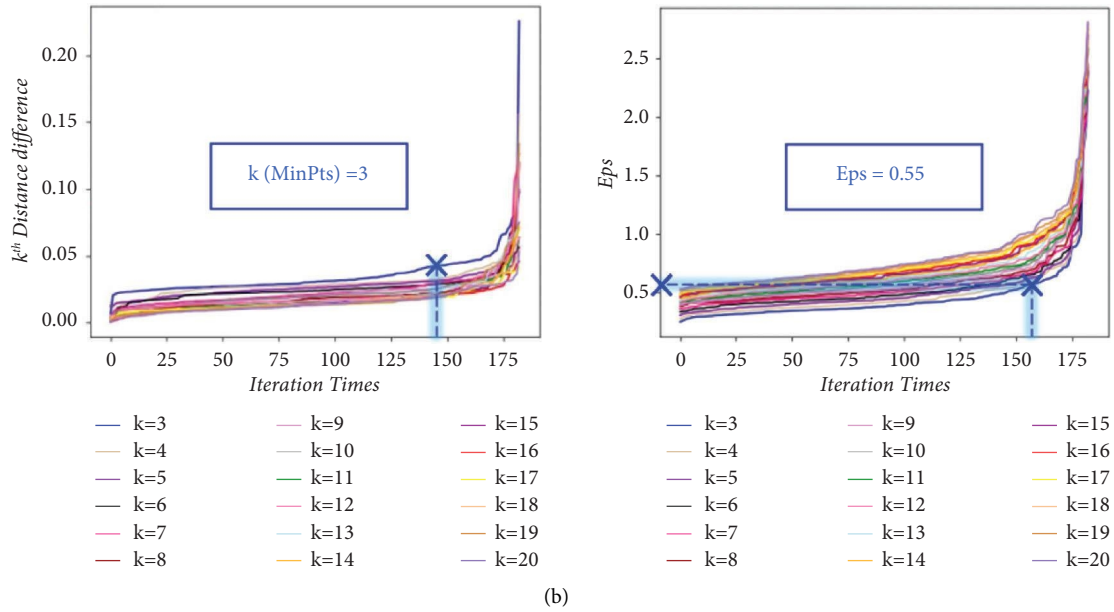 0.20
0.15
0.10
0.05
0.00
kth Distance difference
k (MinPts) =3
0 25 50 75 100 125 150 175
Iteration Times
k=3 k=9 k=15
k=4 k=10 k=16
k=5 k=11 k=17
k=6 k=12 k=18
k=7 k=13 k=19
k=8 k=14 k=20
2.5
2.0
1.5
1.0
0.5
Eps
Eps = 0.55
0 25 50 75 100 125 150 175
Iteration Times
k=3 k=9 k=15
k=4 k=10 k=16
k=5 k=11 k=17
k=6 k=12 k=18
k=7 k=13 k=19
k=8 k=14 k=20
(b)